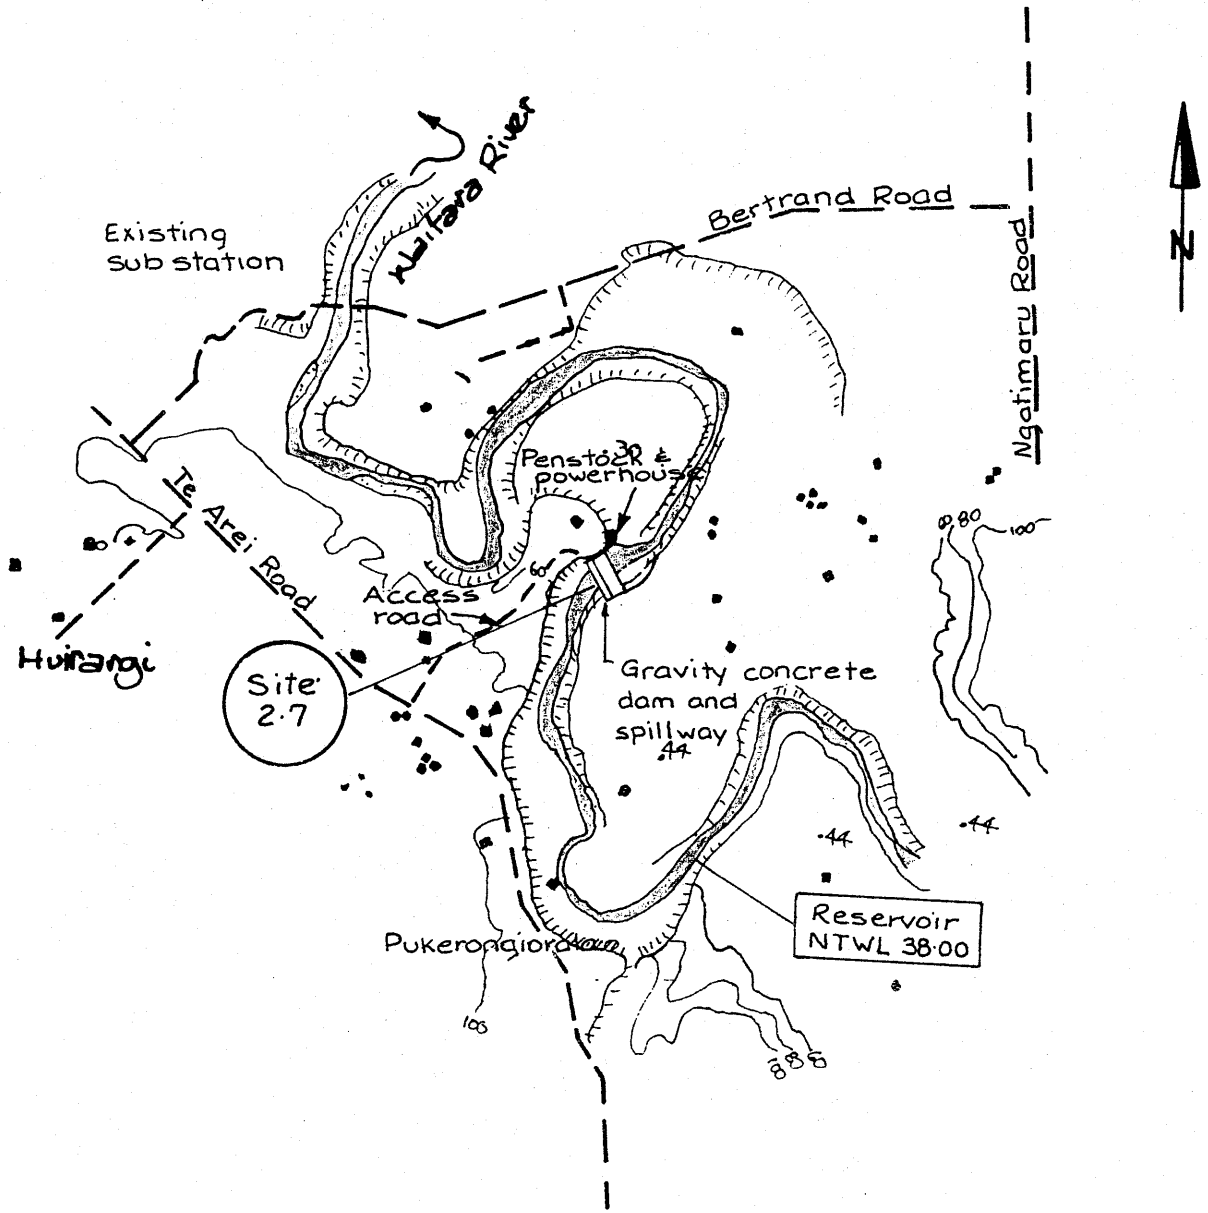 Waitara River
Existing
sub station
Bertrand Road
Ngatimaru Road
N
30
Penstock &
powerhouse
Te Arei Road
80
80
100
60
Access
road
Huirangi
Site
2.7
Gravity concrete
dam and
spillway
.44
.44
.44
Reservoir
NTWL 38.00
100